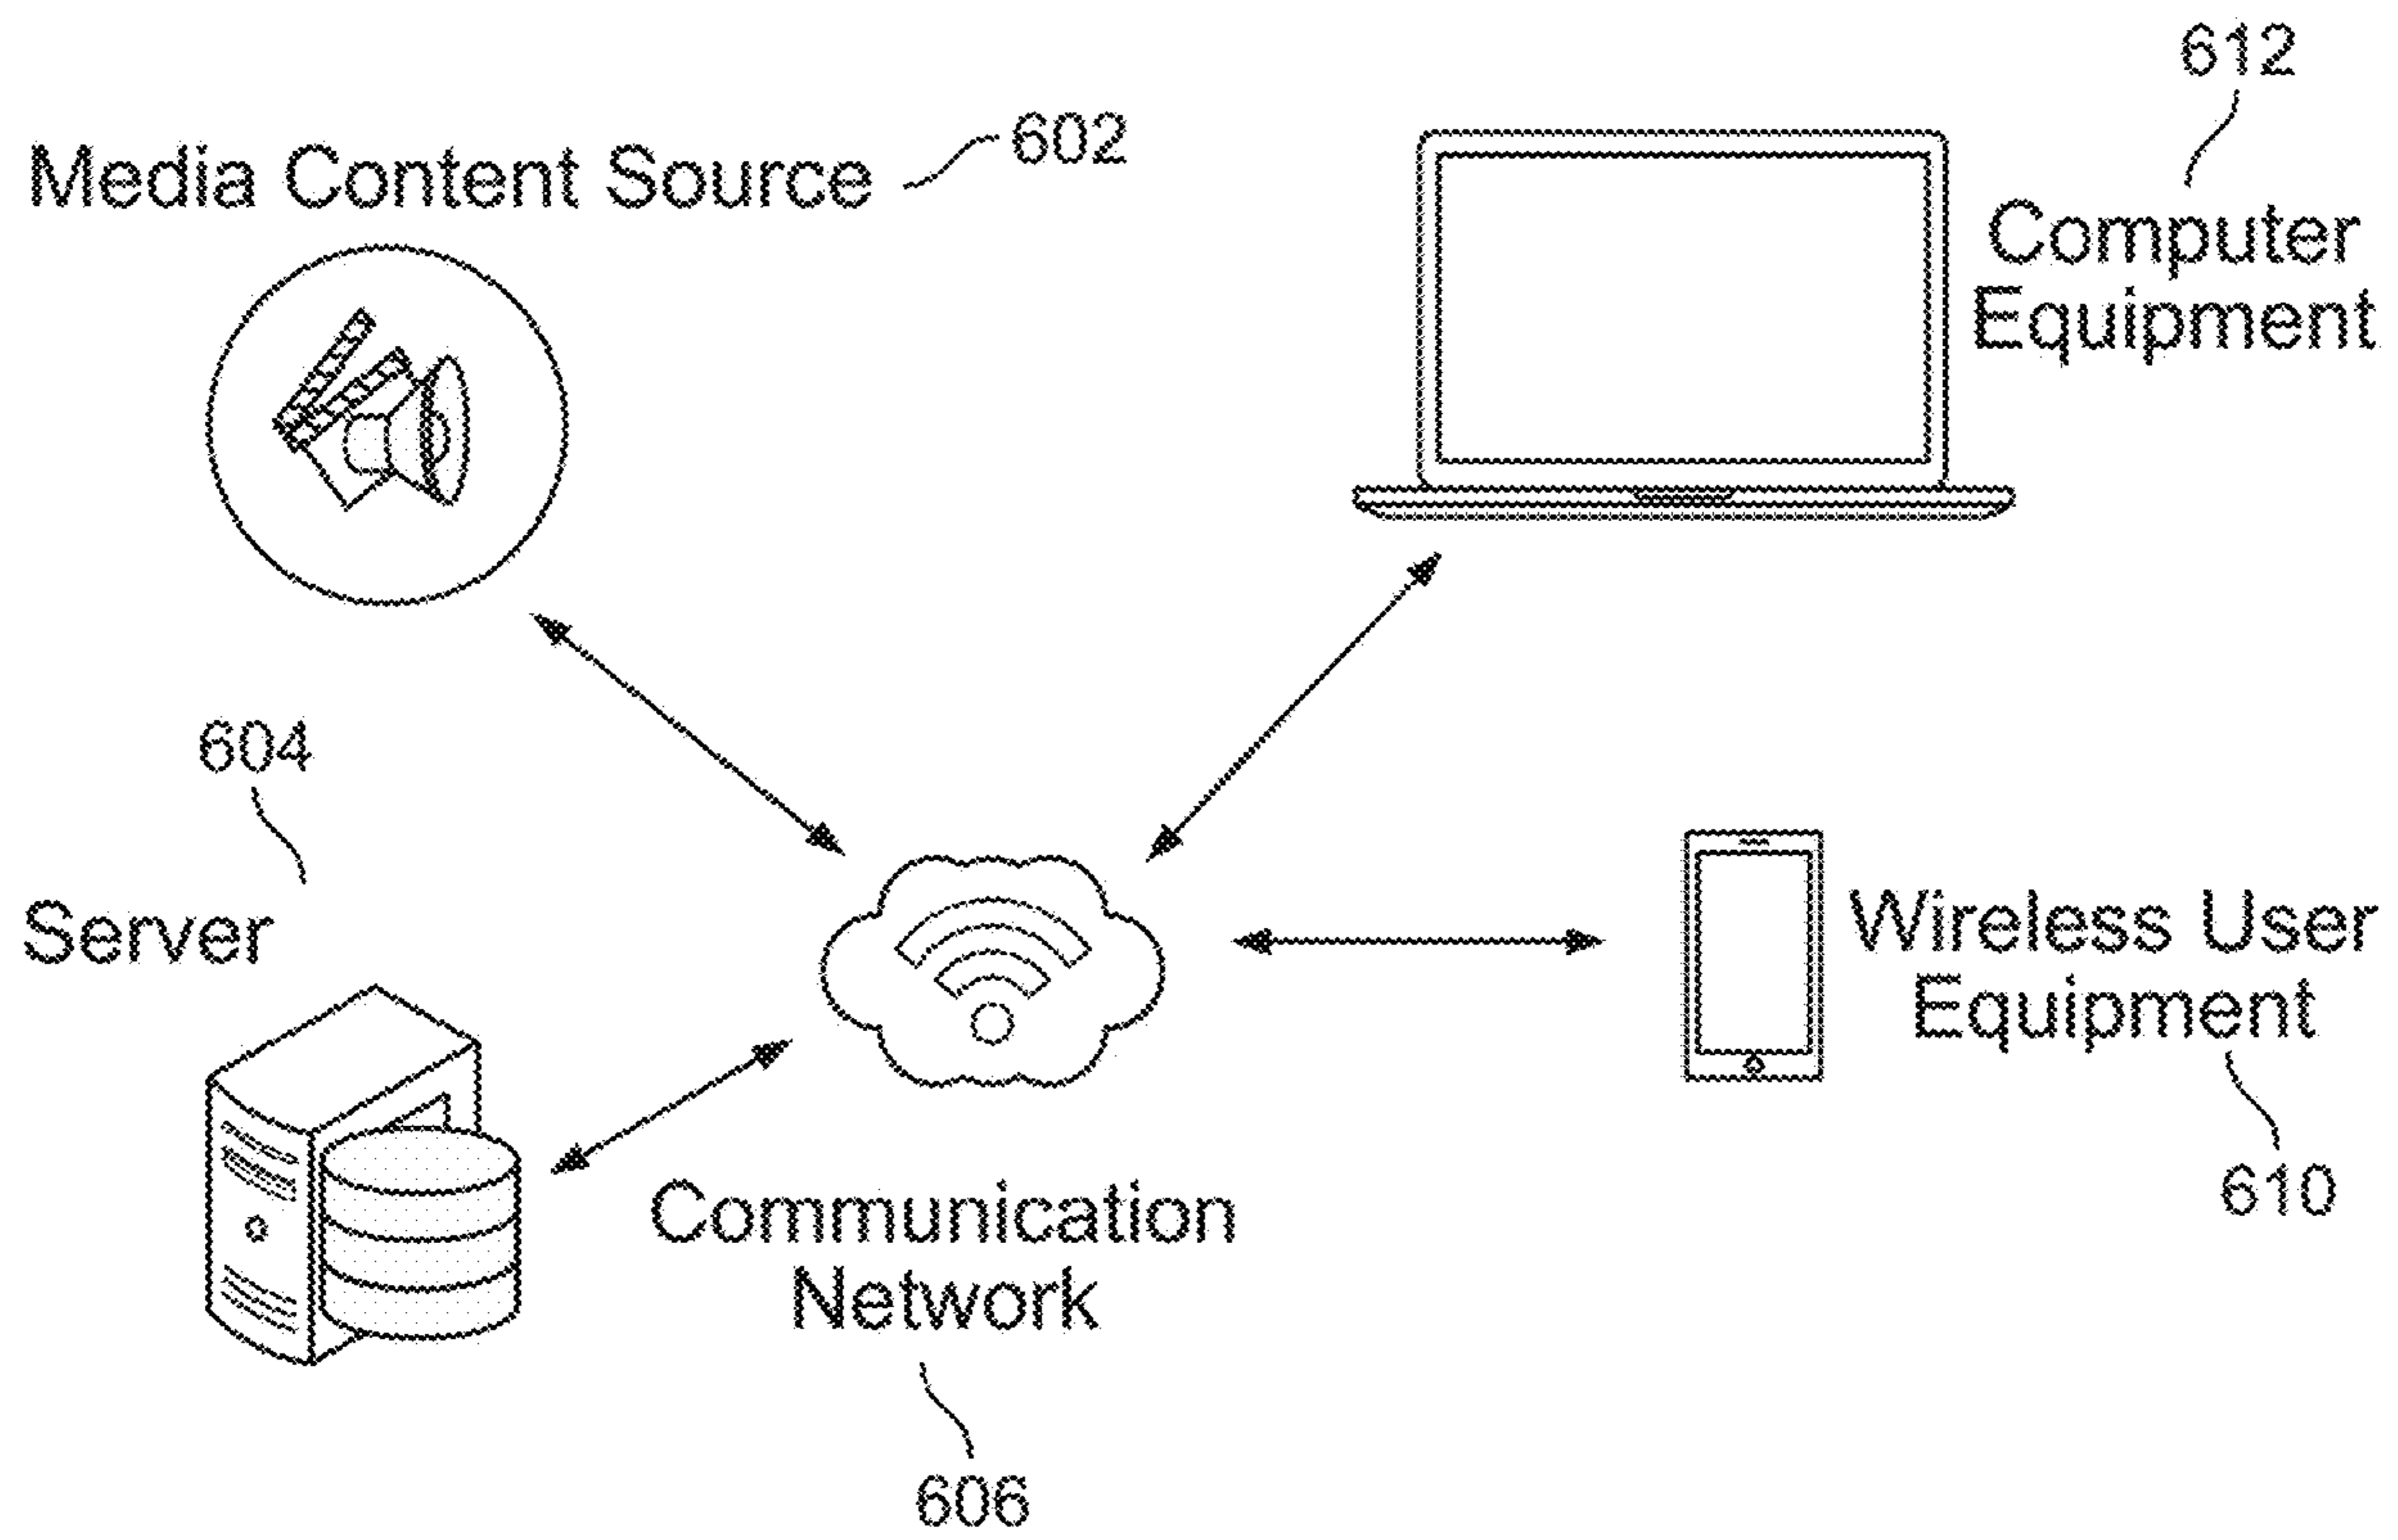 612
602
Media Content Source
Computer
Equipment
604
Server
Wireless User
Equipment
610
Communication
Network
606